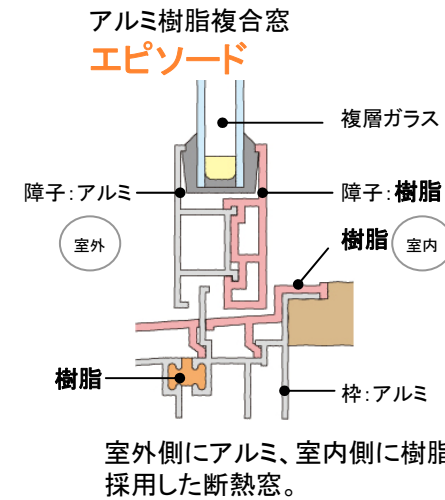 アルミ樹脂複合窓
エピソード
複層ガラス
障子：アルミ
障子：樹脂
室外
樹脂
室内
樹脂
枠：アルミ
室外側にアルミ、室内側に樹脂
採用した断熱窓。